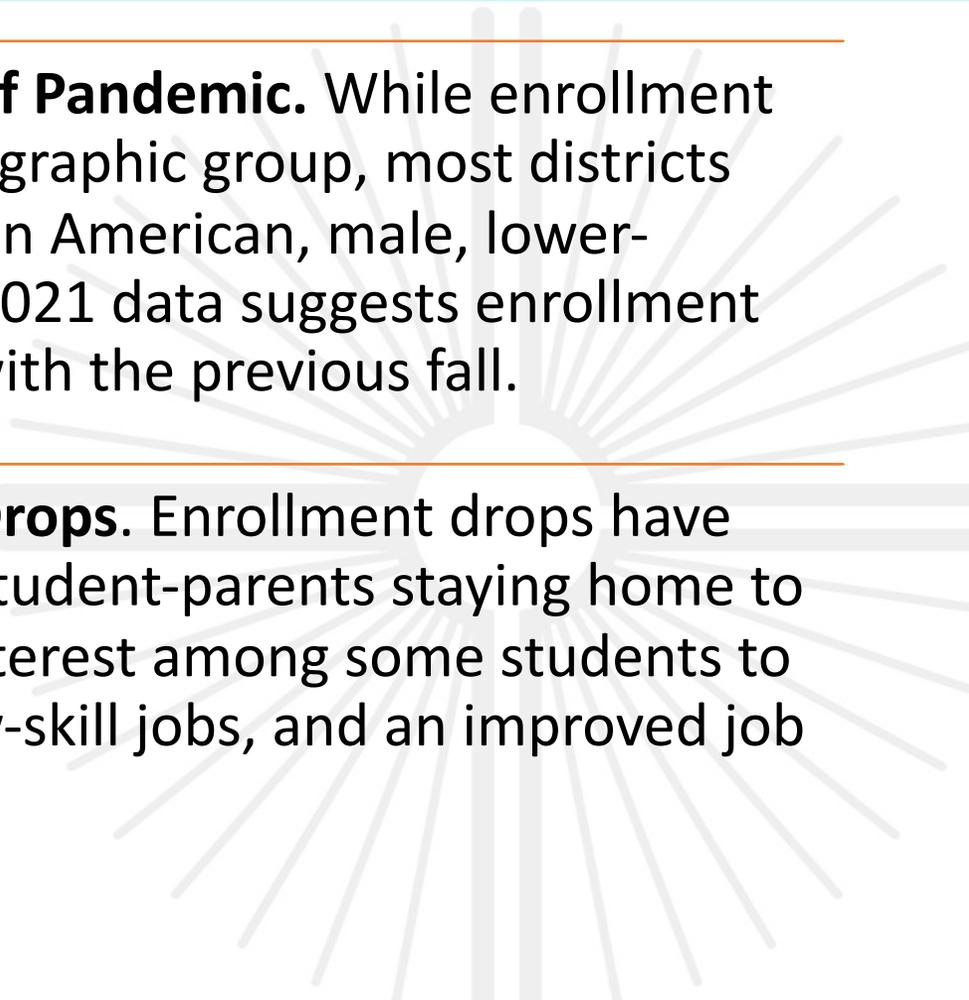 f Pandemic. While enrollment
graphic group, most districts
n American, male, lower-
021 data suggests enrollment
ith the previous fall.
rops. Enrollment drops have
tudent-parents staying home to
terest among some students to
-skill jobs, and an improved job